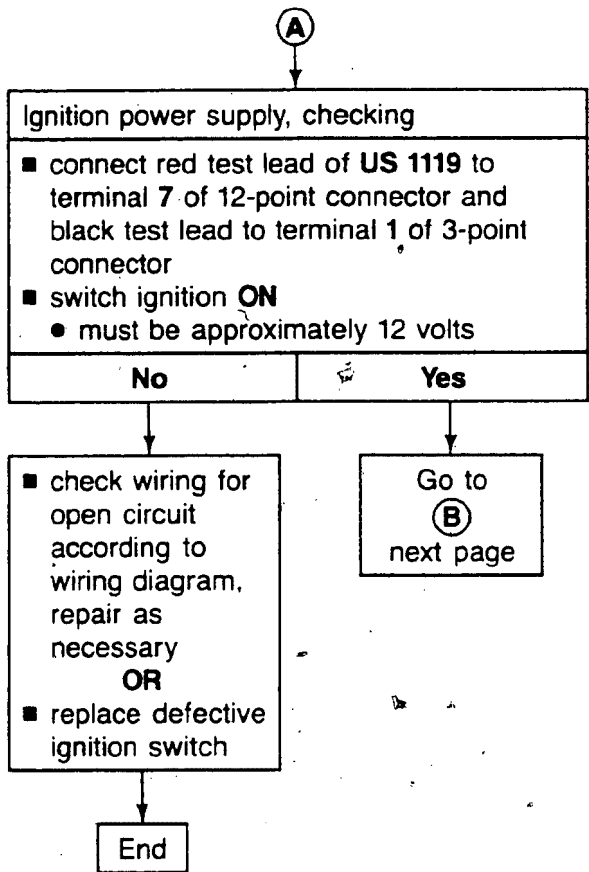 A
Ignition power supply, checking
■ connect red test lead of US 1119 to
terminal 7 of 12-point connector and
black test lead to terminal 1 of 3-point
connector
■ switch ignition ON
● must be approximately 12 volts
No
Yes
■ check wiring for
open circuit
according to
wiring diagram,
repair as
necessary
OR
■ replace defective
ignition switch
End
Go to
B
next page